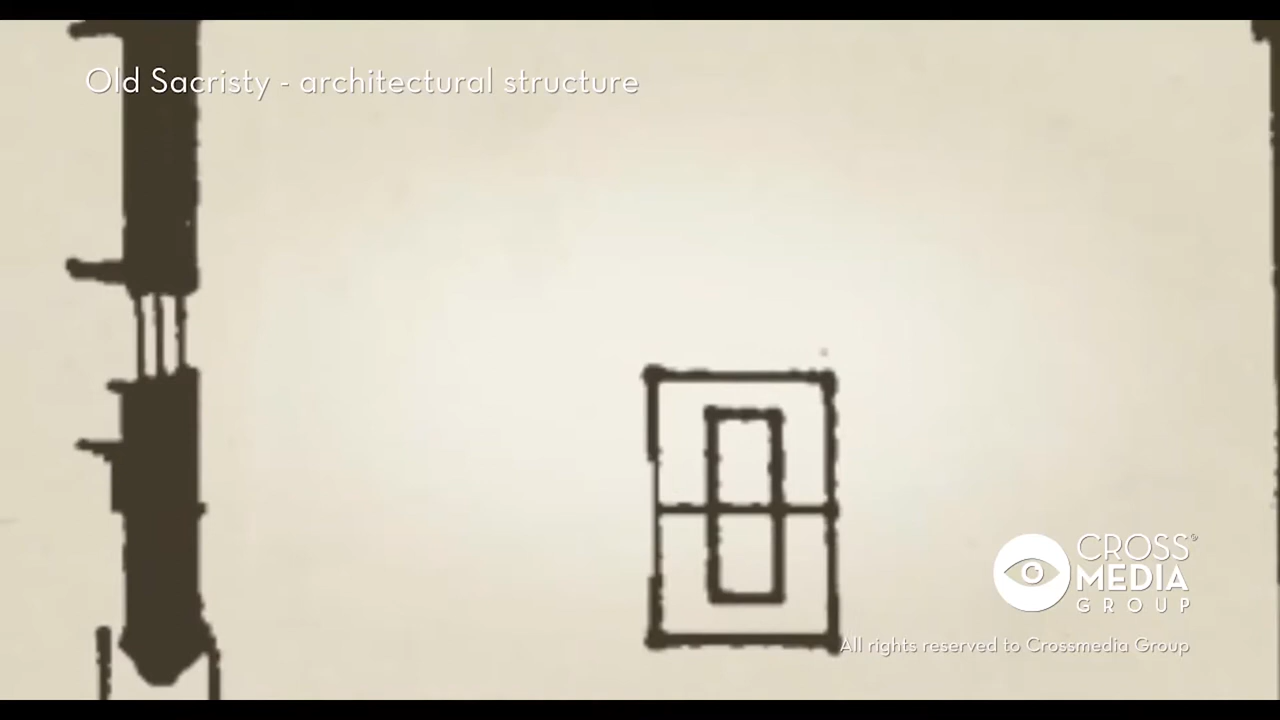 Old Sacristy - architectural structure
CROSS®
MEDIA
GROUP
All rights reserved to Crossmedia Group